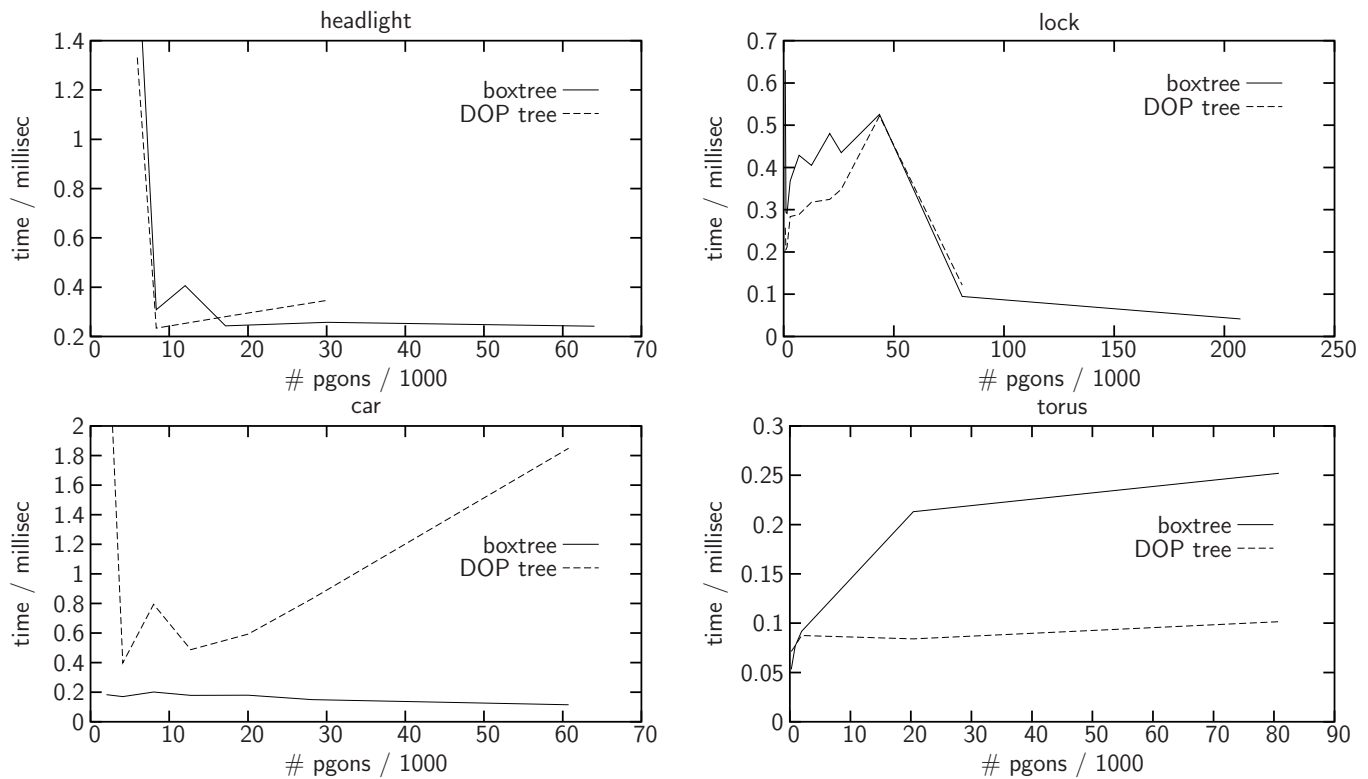 headlight
1.4
1.2
1
0.8
0.6
0.4
0.2
time / millisec
boxtree
DOP tree
0 10 20 30 40 50 60 70
# pgons / 1000
lock
0.7
0.6
0.5
0.4
0.3
0.2
0.1
0
time / millisec
boxtree
DOP tree
0 50 100 150 200 250
# pgons / 1000
car
2
1.8
1.6
1.4
1.2
1
0.8
0.6
0.4
0.2
0
time / millisec
boxtree
DOP tree
0 10 20 30 40 50 60 70
# pgons / 1000
torus
0.3
0.25
0.2
0.15
0.1
0.05
0
time / millisec
boxtree
DOP tree
0 10 20 30 40 50 60 70 80 90
# pgons / 1000